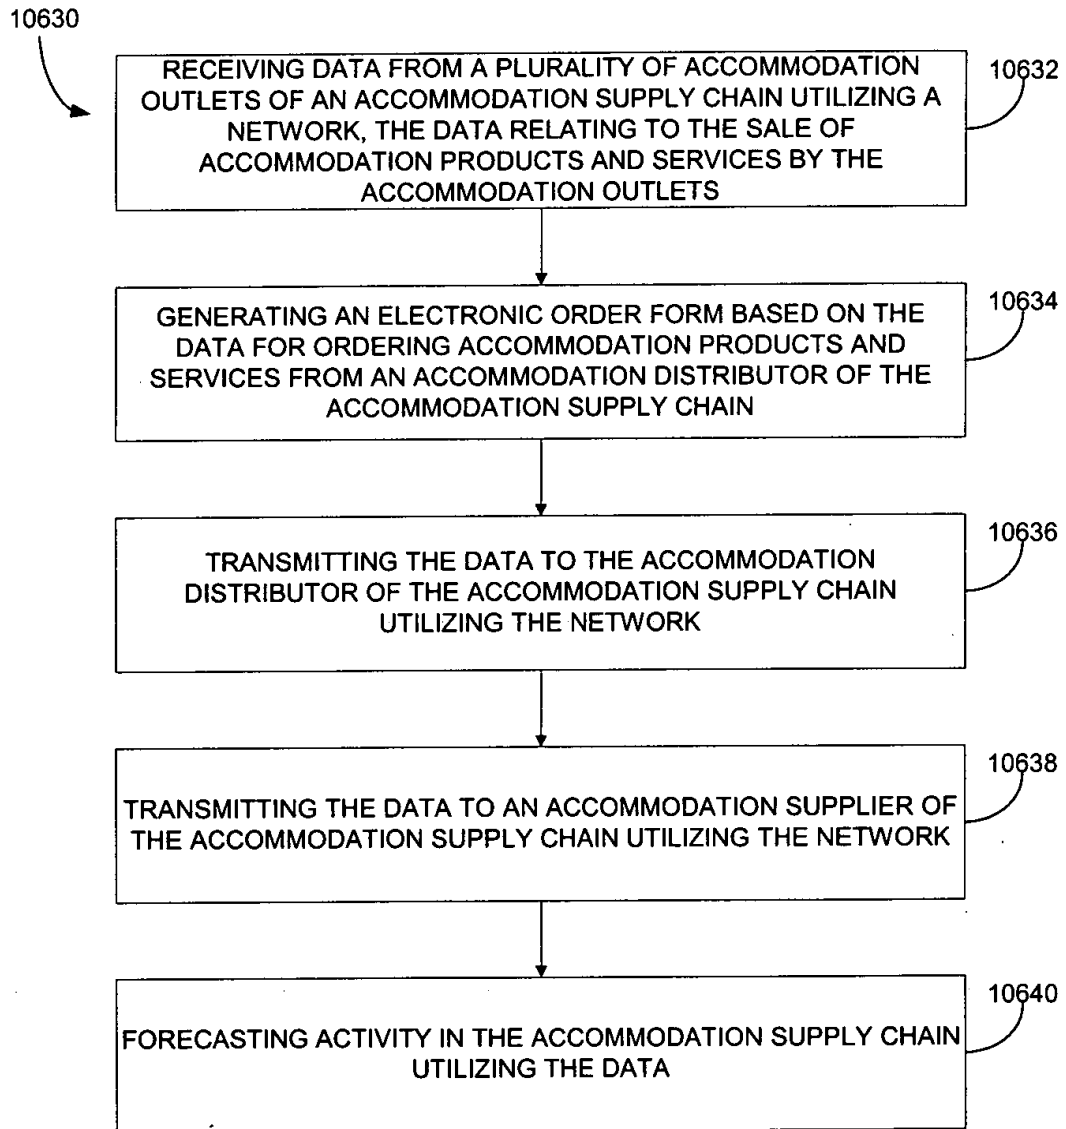 10630
RECEIVING DATA FROM A PLURALITY OF ACCOMMODATION
OUTLETS OF AN ACCOMMODATION SUPPLY CHAIN UTILIZING A
NETWORK, THE DATA RELATING TO THE SALE OF
ACCOMMODATION PRODUCTS AND SERVICES BY THE
ACCOMMODATION OUTLETS
10632
GENERATING AN ELECTRONIC ORDER FORM BASED ON THE
DATA FOR ORDERING ACCOMMODATION PRODUCTS AND
SERVICES FROM AN ACCOMMODATION DISTRIBUTOR OF THE
ACCOMMODATION SUPPLY CHAIN
10634
TRANSMITTING THE DATA TO THE ACCOMMODATION
DISTRIBUTOR OF THE ACCOMMODATION SUPPLY CHAIN
UTILIZING THE NETWORK
10636
TRANSMITTING THE DATA TO AN ACCOMMODATION SUPPLIER OF
THE ACCOMMODATION SUPPLY CHAIN UTILIZING THE NETWORK
10638
FORECASTING ACTIVITY IN THE ACCOMMODATION SUPPLY CHAIN
UTILIZING THE DATA
10640